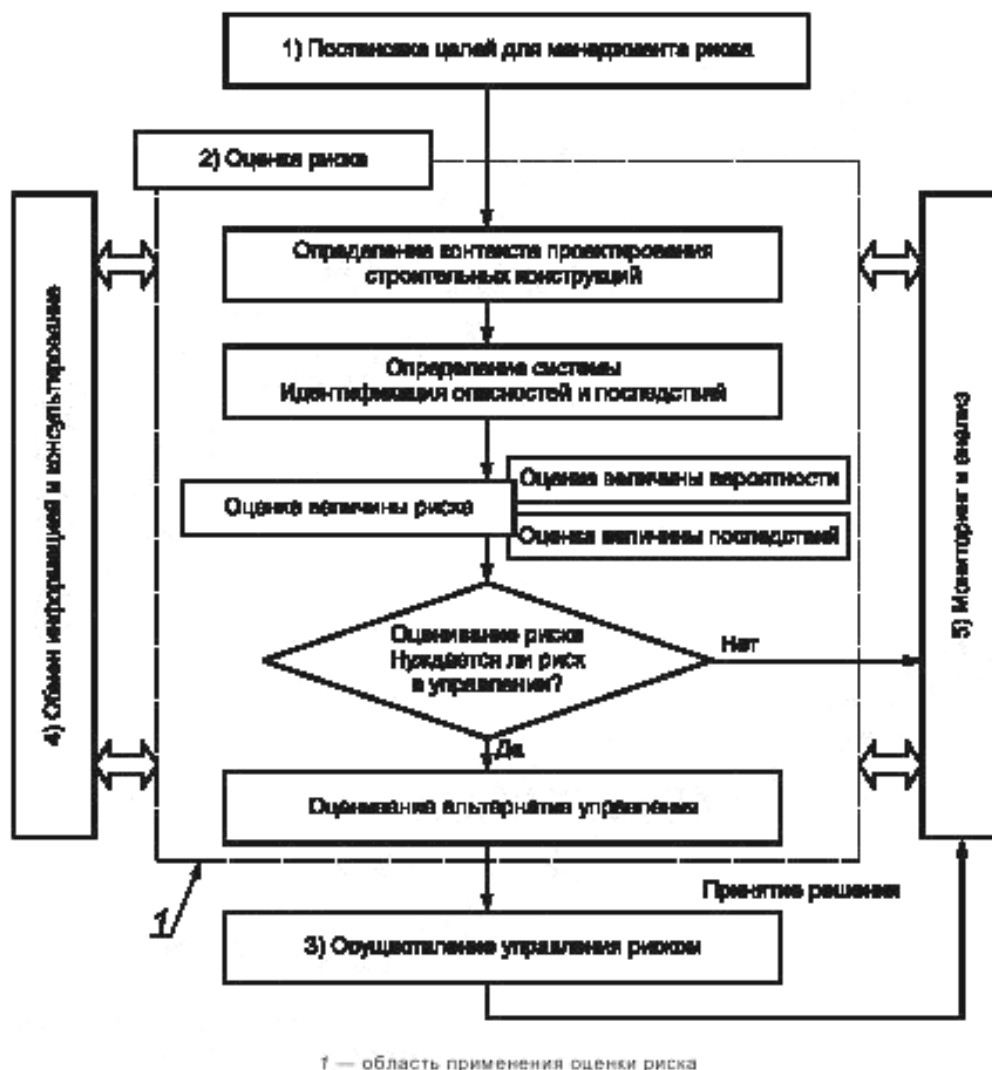 1) Постановка целей для менеджмента риска
2) Оценка риска
Определение контекста проектирования
строительных конструкций
Определение системы
Идентификация опасностей и последствий
Оценка величины риска
Оценка величины вероятности
Оценка величины последствий
Оценивание риска
Нуждается ли риск
в управлении?
Нет
Да
Оценивание альтернатив управления
Принятие решения
3) Осуществление управления риском
4) Обмен информацией и консультирование
5) Мониторинг и анализ
1
1 — область применения оценки риска